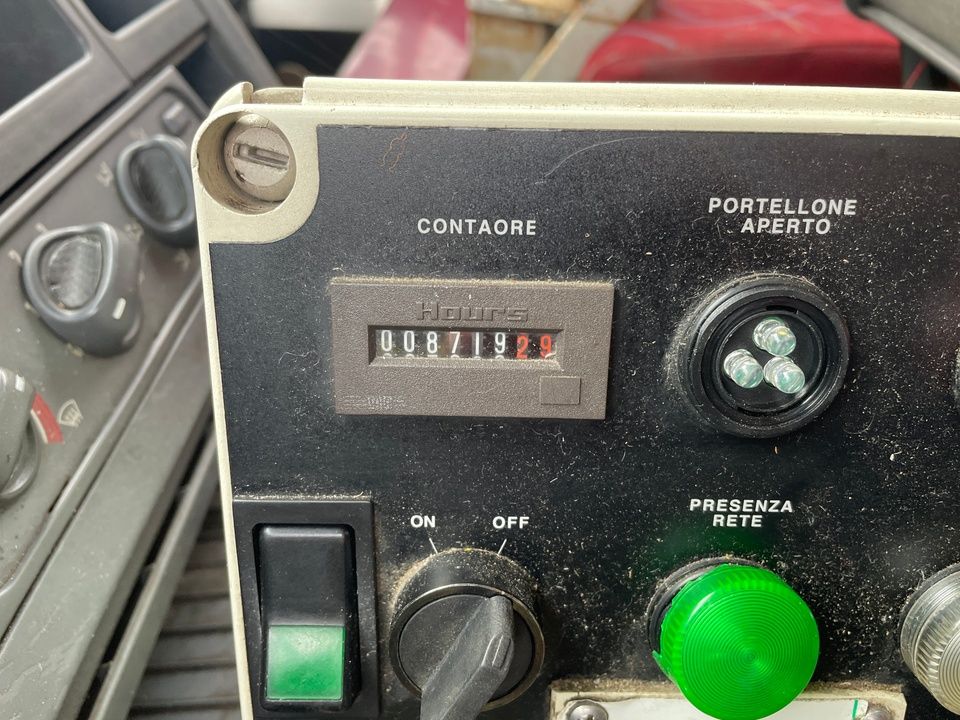 CONTAORE
PORTELLONE
APERTO
Hours
00871929
ON
OFF
PRESENZA
RETE